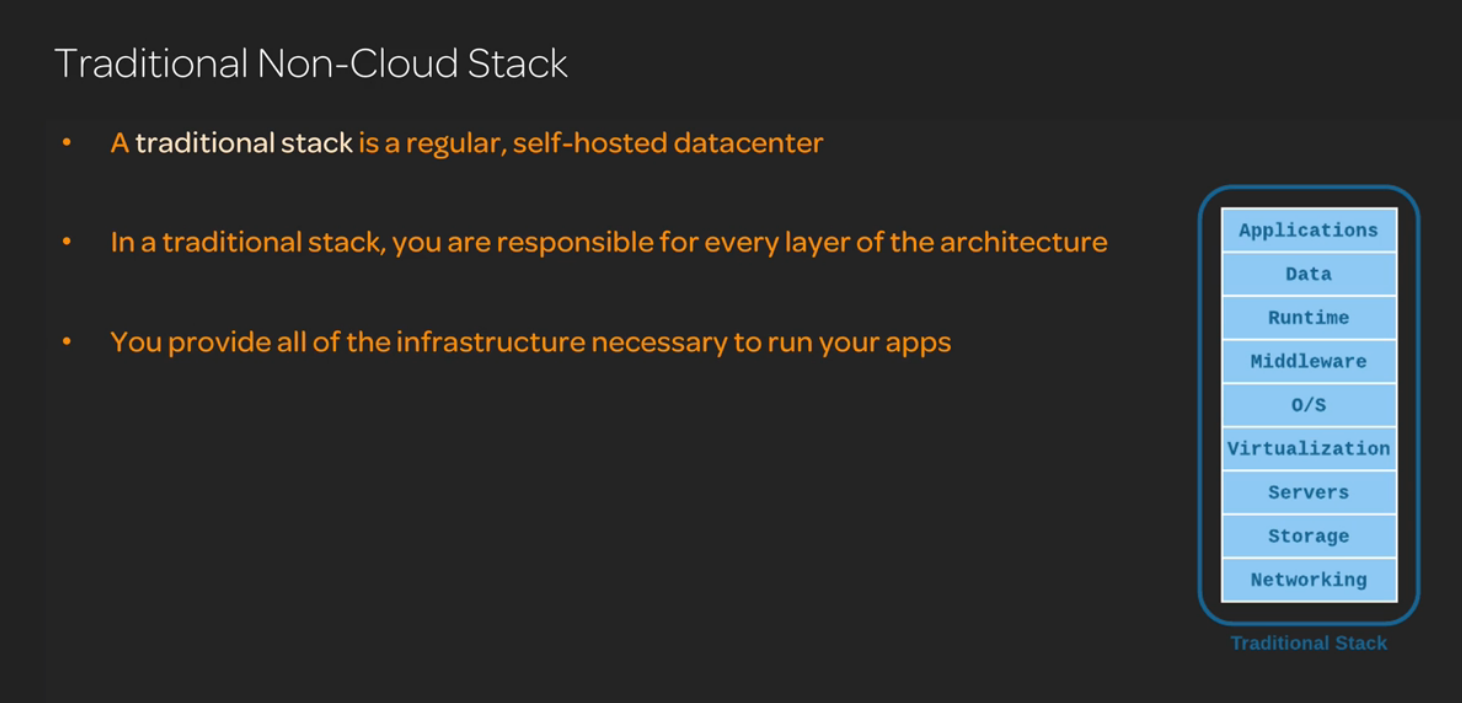 Traditional Non-Cloud Stack
• A traditional stack is a regular, self-hosted datacenter
• In a traditional stack, you are responsible for every layer of the architecture
• You provide all of the infrastructure necessary to run your apps
Applications
Data
Runtime
Middleware
O/S
Virtualization
Servers
Storage
Networking
Traditional Stack